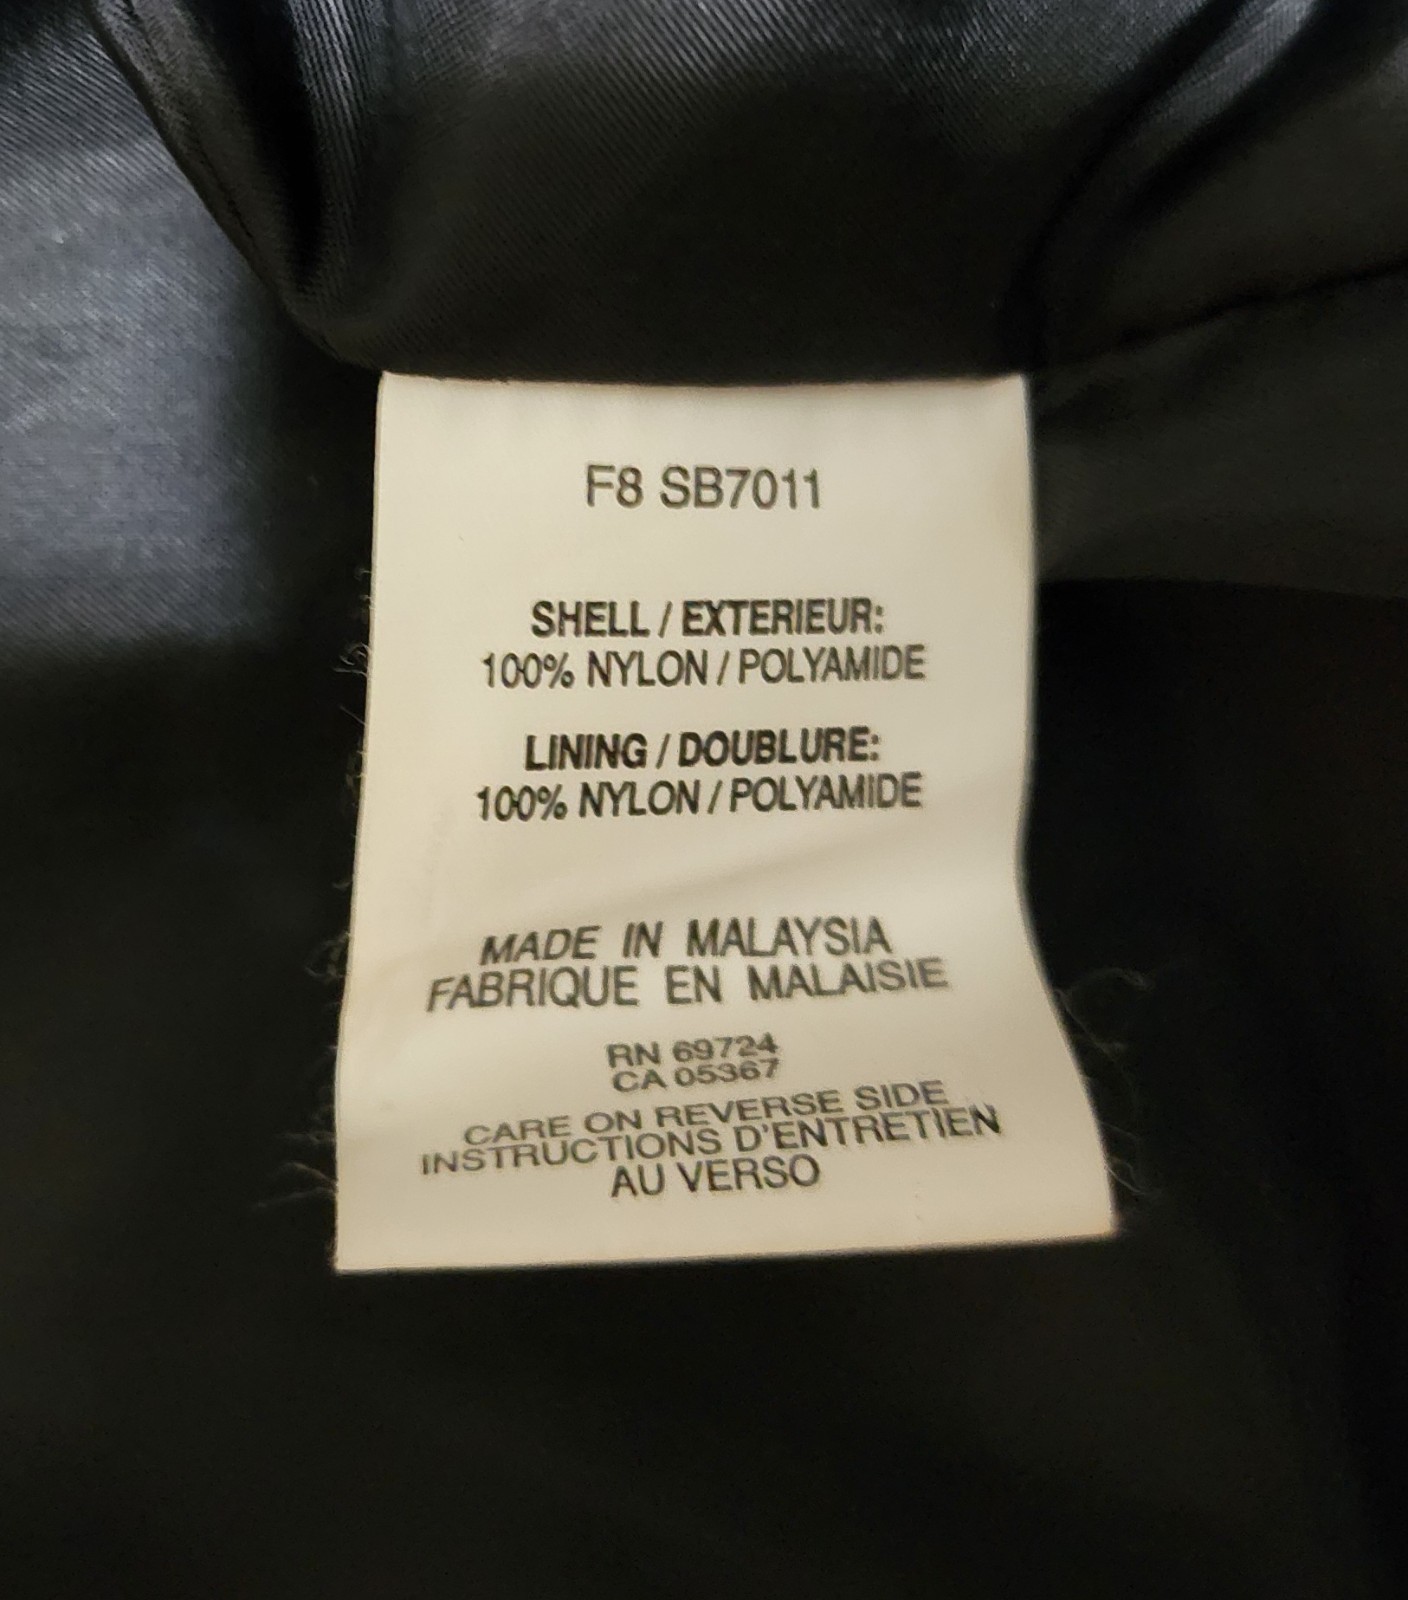 F8 SB7011
SHELL / EXTERIEUR:
100% NYLON / POLYAMIDE
LINING / DOUBLURE:
100% NYLON / POLYAMIDE
MADE IN MALAYSIA
FABRIQUE EN MALAISIE
RN 69724
CA 05367
CARE ON REVERSE SIDE
INSTRUCTIONS D'ENTRETIEN
AU VERSO